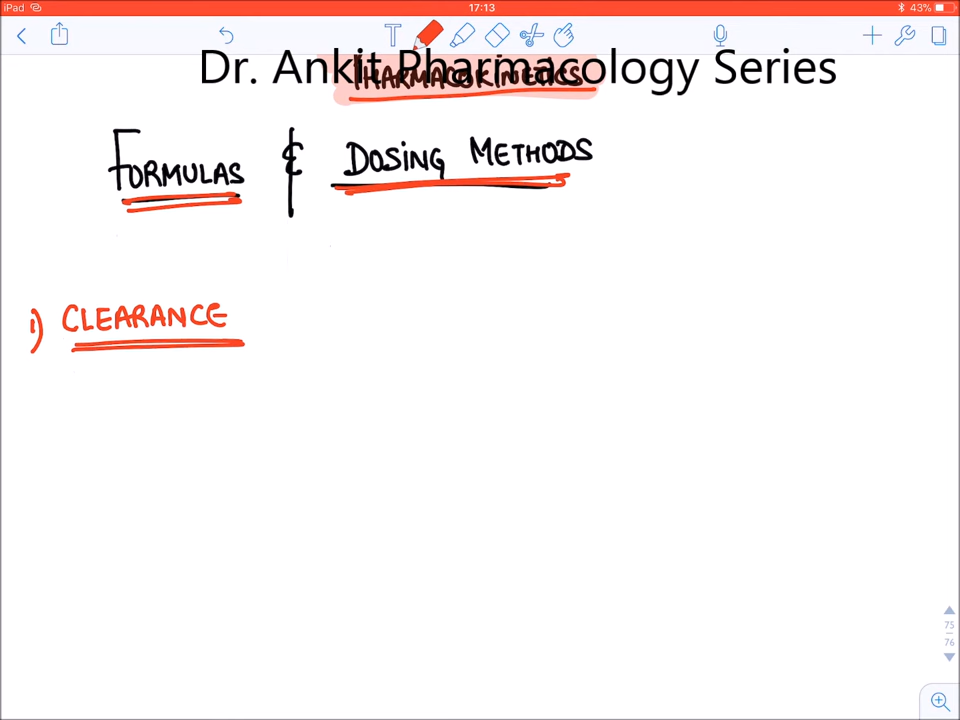 iPad 17:13 43%
T
Dr. Ankit Pharmacology Series
PHARMACOKINETICS
FORMULAS & DOSING METHODS
1) CLEARANCE
75
76